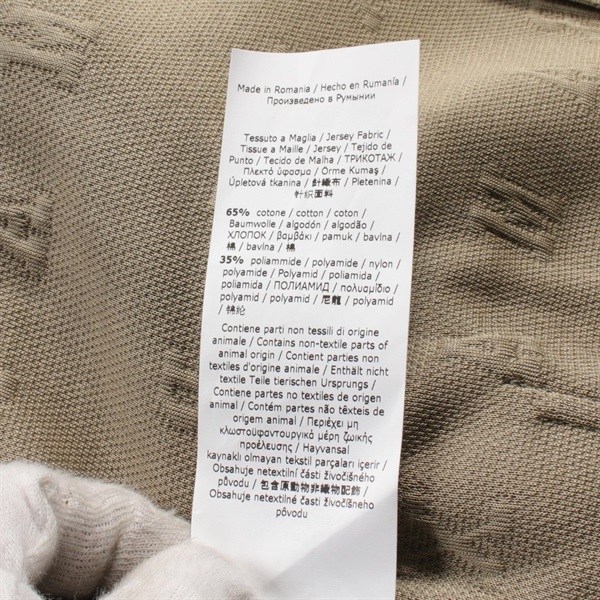 Made in Romania / Hecho en Rumanía /
Произведено в Румынии
Tessuto a Maglia / Jersey Fabric /
Tissue a Maille / Jersey / Tejido de
Punto / Tecido de Malha / ТРИКОТАЖ /
Πλεκτό ύφασμα / Örme Kumaş /
Úpletová tkanina / 針織布 / Pletenina /
针织面料
65% cotone / cotton / coton /
Baumwolle / algodón / algodão /
ХЛОПОК / βαμβάκι / pamuk / bavlna /
棉 / bavlna / 棉
35% poliammide / polyamide / nylon /
polyamide / Polyamid / poliamida /
poliamida / ПОЛИАМИД / πολυαμίδιο /
polyamid / polyamid / 尼龍 / polyamid
/ 锦纶
Contiene parti non tessili di origine
animale / Contains non-textile parts of
animal origin / Contient parties non
textiles d'origine animale / Enthält nicht
textile Teile tierischen Ursprungs /
Contiene partes no textiles de origen
animal / Contém partes não têxteis de
origem animal / Περιέχει μη
κλωστοϋφαντουργικά μέρη ζωικής
προέλευσης / Hayvansal
kaynaklı olmayan tekstil parçaları içerir /
Obsahuje netextilní části živočišného
původu / 包含原動物非織物配飾 /
Obsahuje netextilné části živočišného
pôvodu